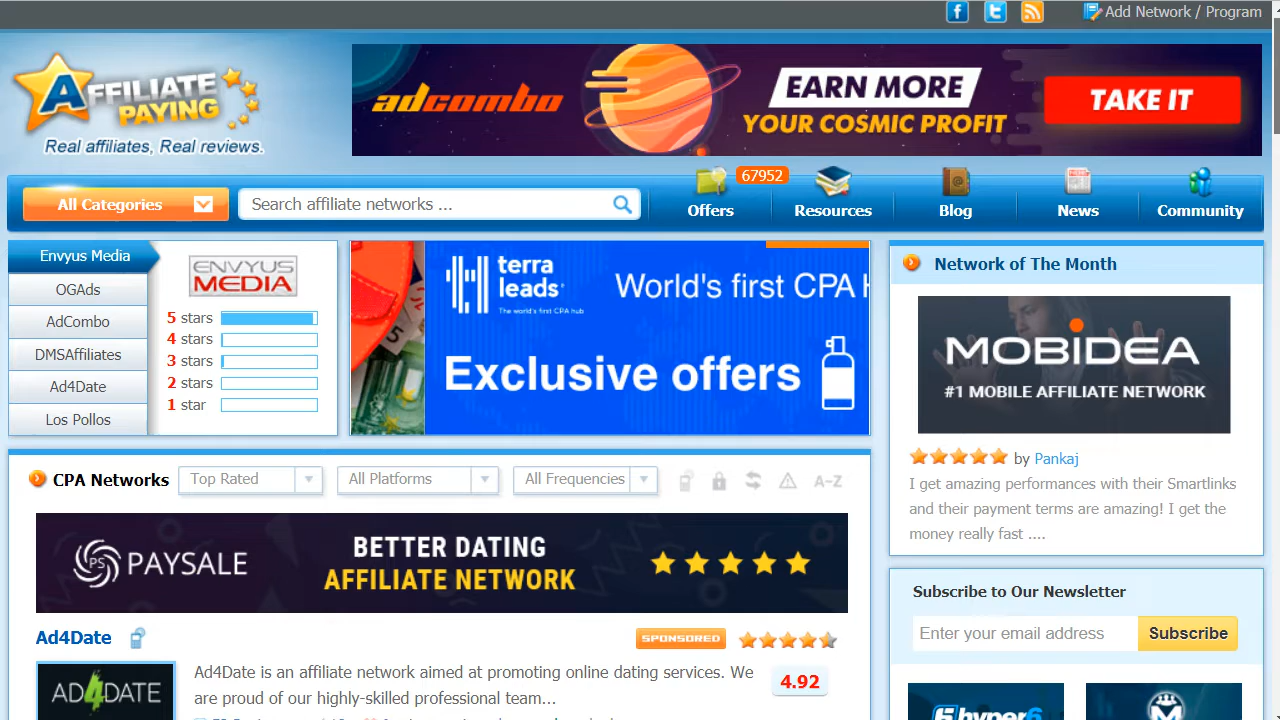 Add Network / Program
AFFILIATE
PAYING
Real affiliates, Real reviews.
adcombo
EARN MORE
YOUR COSMIC PROFIT
TAKE IT
All Categories
Search affiliate networks ...
67952
Offers
Resources
Blog
News
Community
Envyus Media
OGAds
AdCombo
DMSAffiliates
Ad4Date
Los Pollos
ENVYUS
MEDIA
5 stars
4 stars
3 stars
2 stars
1 star
terra
leads
The world's first CPA hub
World's first CPA
Exclusive offers
Network of The Month
MOBIDEA
#1 MOBILE AFFILIATE NETWORK
by Pankaj
I get amazing performances with their Smartlinks
and their payment terms are amazing! I get the
money really fast ....
CPA Networks
Top Rated
All Platforms
All Frequencies
A-Z
PS PAYSALE
BETTER DATING
AFFILIATE NETWORK
Ad4Date
SPONSORED
AD4DATE
Ad4Date is an affiliate network aimed at promoting online dating services. We
are proud of our highly-skilled professional team...
4.92
Subscribe to Our Newsletter
Enter your email address
Subscribe
hyper6